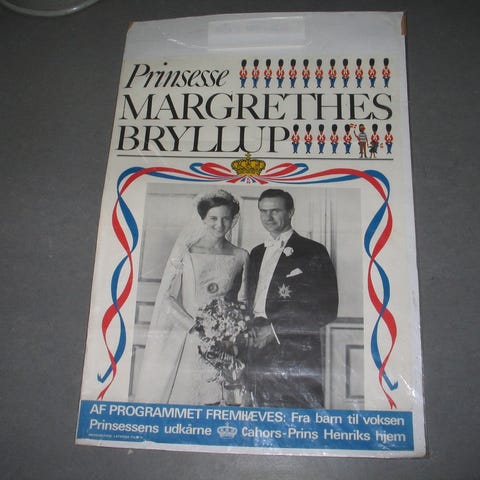 Prinsesse
MARGRETHES
BRYLLUP
AF PROGRAMMET FREMHÆVES: Fra barn til voksen
Prinsessens udkårne Cahors-Prins Henriks hjem